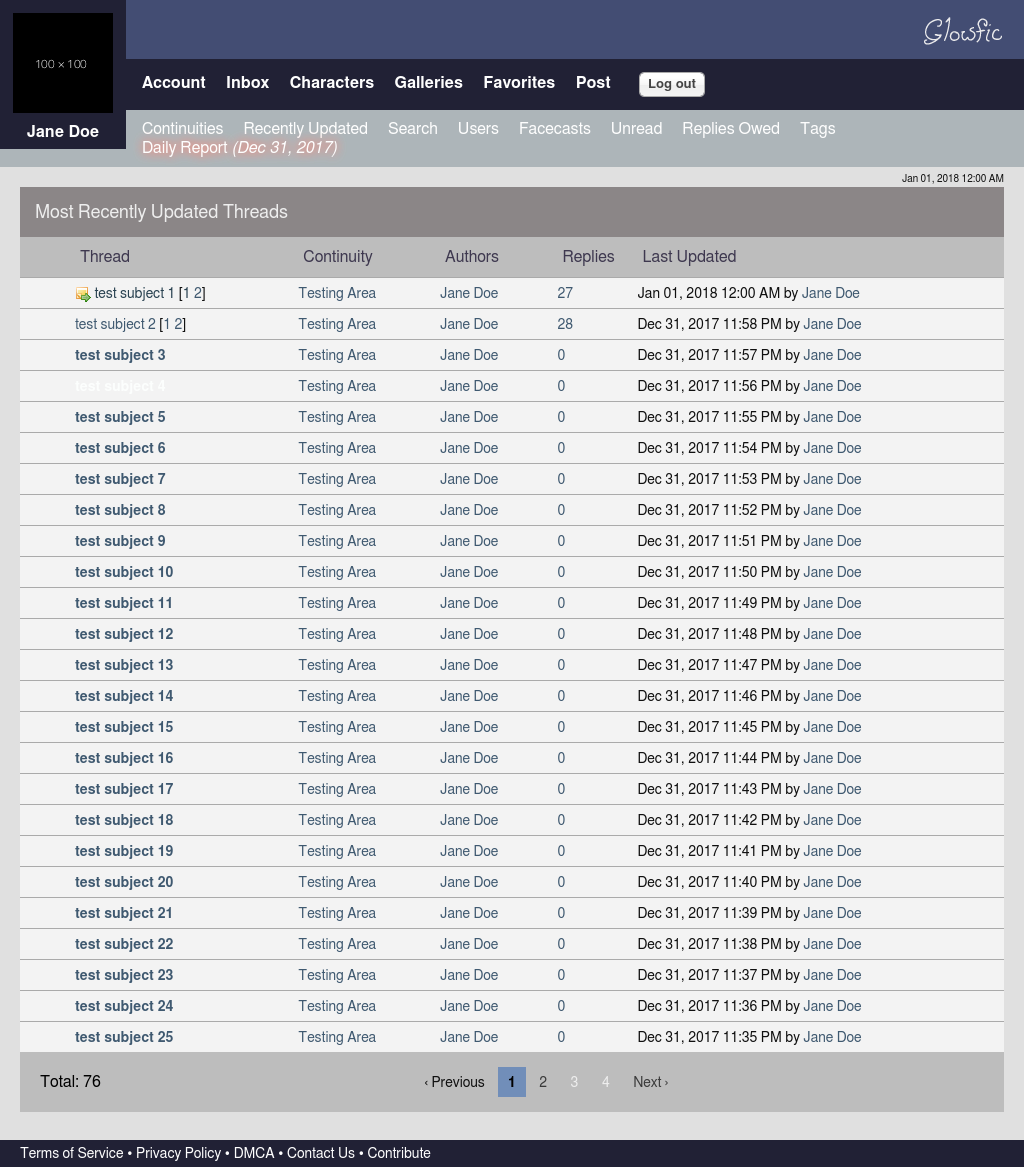 100 × 100
Glowfic
Account Inbox Characters Galleries Favorites Post Log out
Jane Doe
Continuities Recently Updated Search Users Facecasts Unread Replies Owed Tags
Daily Report (Dec 31, 2017)
Jan 01, 2018 12:00 AM
Most Recently Updated Threads
Thread Continuity Authors Replies Last Updated
test subject 1 [1 2] Testing Area Jane Doe 27 Jan 01, 2018 12:00 AM by Jane Doe
test subject 2 [1 2] Testing Area Jane Doe 28 Dec 31, 2017 11:58 PM by Jane Doe
test subject 3 Testing Area Jane Doe 0 Dec 31, 2017 11:57 PM by Jane Doe
test subject 4 Testing Area Jane Doe 0 Dec 31, 2017 11:56 PM by Jane Doe
test subject 5 Testing Area Jane Doe 0 Dec 31, 2017 11:55 PM by Jane Doe
test subject 6 Testing Area Jane Doe 0 Dec 31, 2017 11:54 PM by Jane Doe
test subject 7 Testing Area Jane Doe 0 Dec 31, 2017 11:53 PM by Jane Doe
test subject 8 Testing Area Jane Doe 0 Dec 31, 2017 11:52 PM by Jane Doe
test subject 9 Testing Area Jane Doe 0 Dec 31, 2017 11:51 PM by Jane Doe
test subject 10 Testing Area Jane Doe 0 Dec 31, 2017 11:50 PM by Jane Doe
test subject 11 Testing Area Jane Doe 0 Dec 31, 2017 11:49 PM by Jane Doe
test subject 12 Testing Area Jane Doe 0 Dec 31, 2017 11:48 PM by Jane Doe
test subject 13 Testing Area Jane Doe 0 Dec 31, 2017 11:47 PM by Jane Doe
test subject 14 Testing Area Jane Doe 0 Dec 31, 2017 11:46 PM by Jane Doe
test subject 15 Testing Area Jane Doe 0 Dec 31, 2017 11:45 PM by Jane Doe
test subject 16 Testing Area Jane Doe 0 Dec 31, 2017 11:44 PM by Jane Doe
test subject 17 Testing Area Jane Doe 0 Dec 31, 2017 11:43 PM by Jane Doe
test subject 18 Testing Area Jane Doe 0 Dec 31, 2017 11:42 PM by Jane Doe
test subject 19 Testing Area Jane Doe 0 Dec 31, 2017 11:41 PM by Jane Doe
test subject 20 Testing Area Jane Doe 0 Dec 31, 2017 11:40 PM by Jane Doe
test subject 21 Testing Area Jane Doe 0 Dec 31, 2017 11:39 PM by Jane Doe
test subject 22 Testing Area Jane Doe 0 Dec 31, 2017 11:38 PM by Jane Doe
test subject 23 Testing Area Jane Doe 0 Dec 31, 2017 11:37 PM by Jane Doe
test subject 24 Testing Area Jane Doe 0 Dec 31, 2017 11:36 PM by Jane Doe
test subject 25 Testing Area Jane Doe 0 Dec 31, 2017 11:35 PM by Jane Doe
Total: 76 ‹ Previous 1 2 3 4 Next ›
Terms of Service • Privacy Policy • DMCA • Contact Us • Contribute